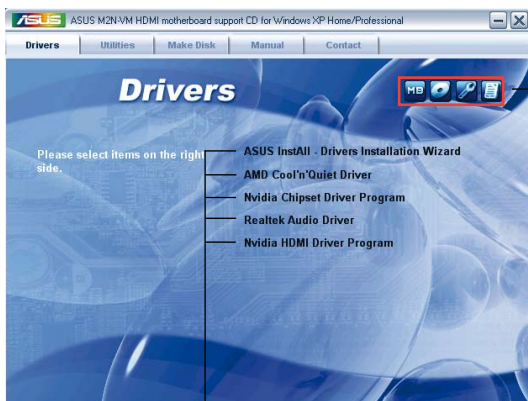 ASUS ASUS M2N-VM HDMI motherboard support CD for Windows XP Home/Professional
Drivers Utilities Make Disk Manual Contact
Drivers
MB
Please select items on the right
side.
ASUS InstAll - Drivers Installation Wizard
AMD Cool'n'Quiet Driver
Nvidia Chipset Driver Program
Realtek Audio Driver
Nvidia HDMI Driver Program